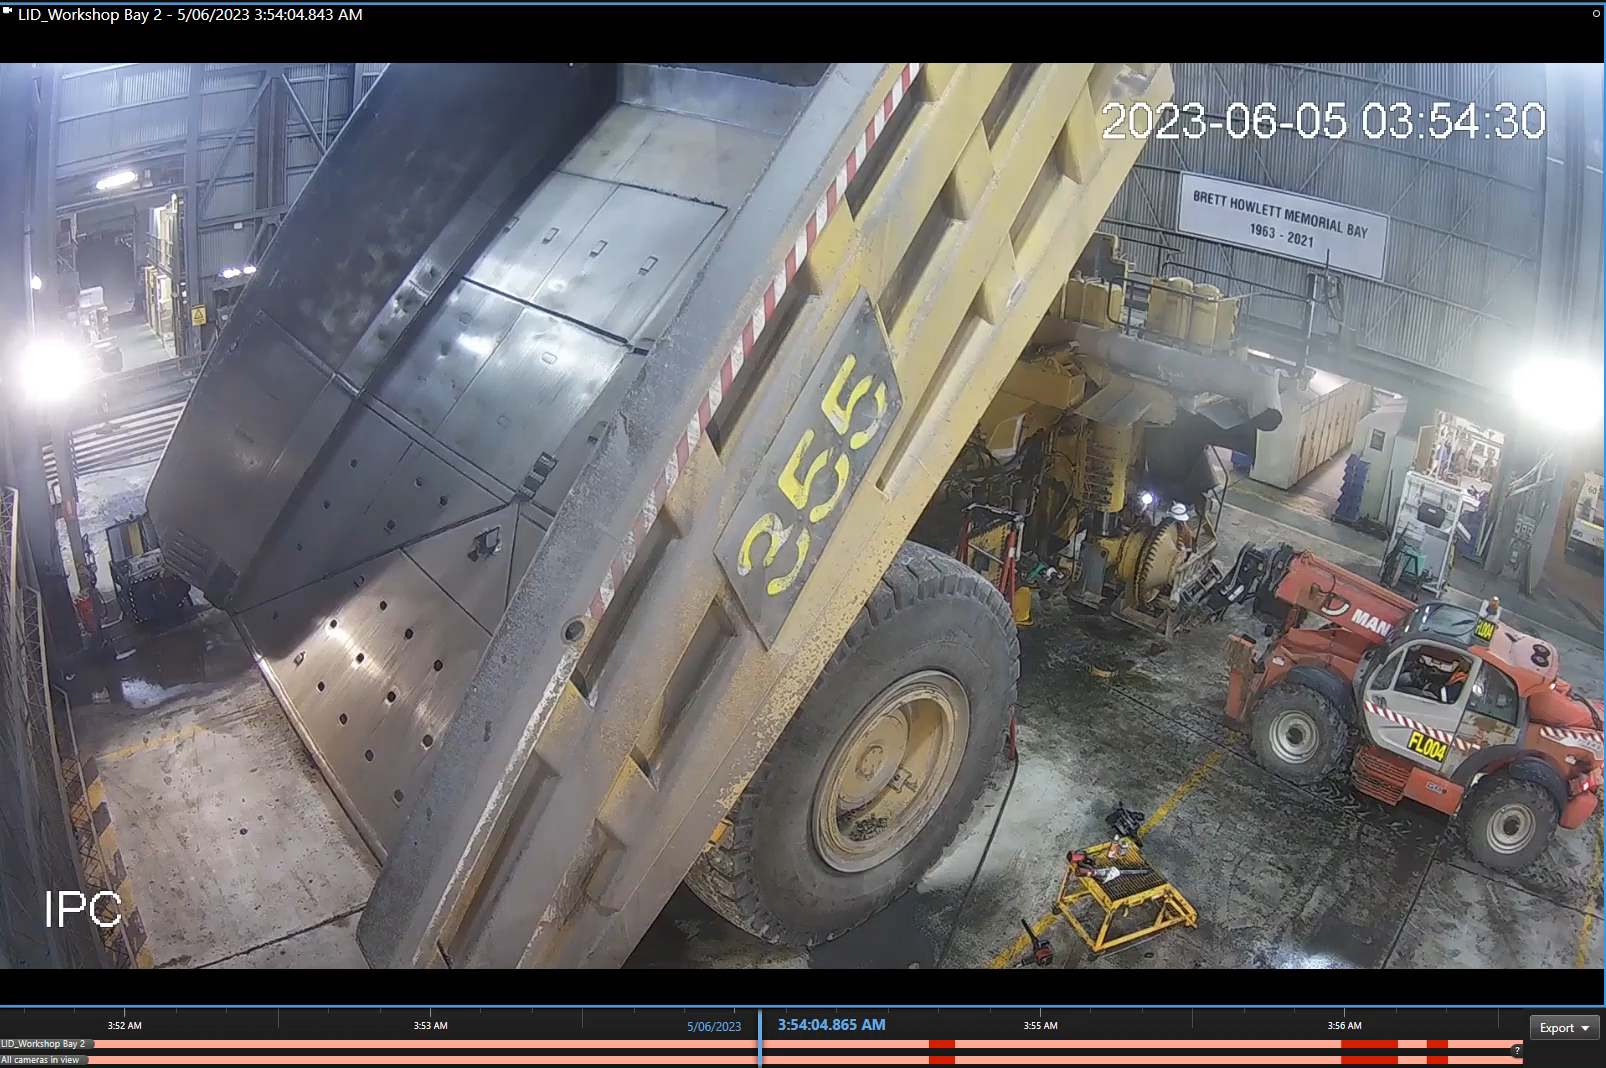 LID_Workshop Bay 2 - 5/06/2023 3:54:04.843 AM
2023-06-05 03:54:30
BRETT HOWLETT MEMORIAL BAY
1963 - 2021
355
MAN
FL004
FL004
IPC
3:52 AM
3:53 AM
5/06/2023
3:54:04.865 AM
3:55 AM
3:56 AM
Export
LID_Workshop Bay 2
All cameras in view
?